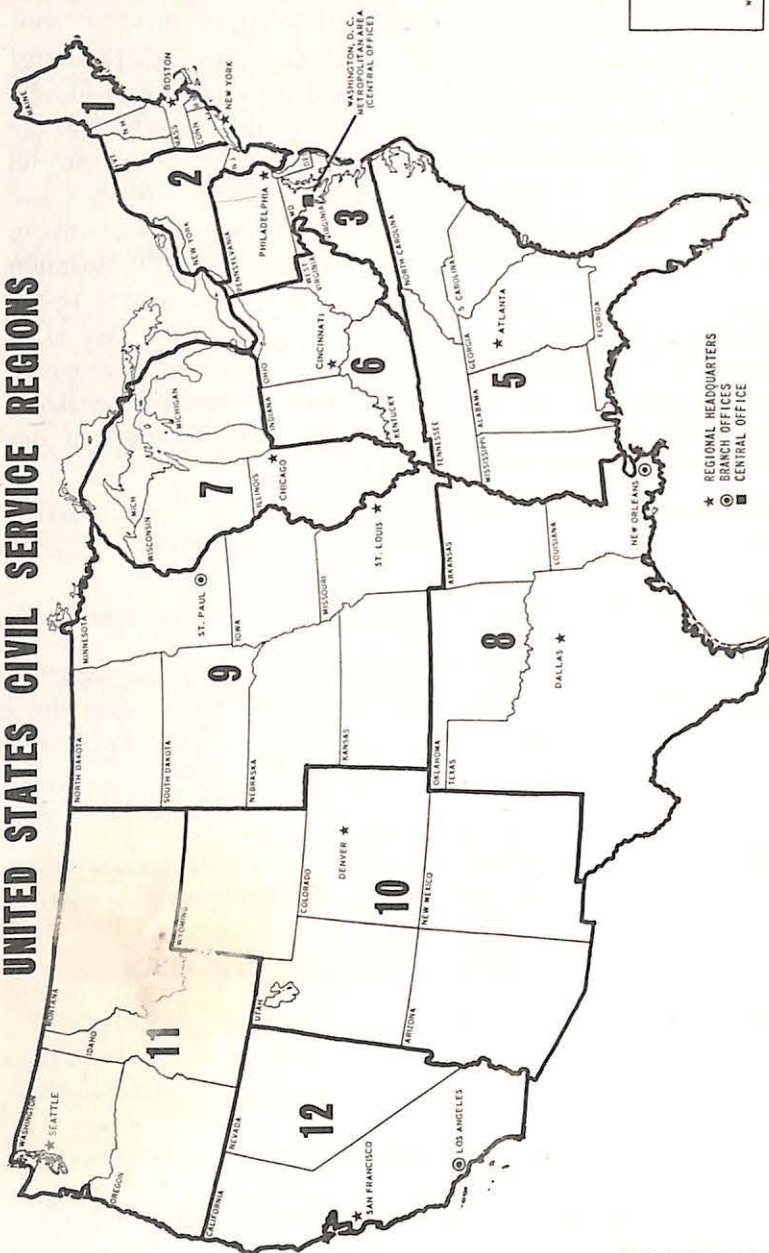 UNITED STATES CIVIL SERVICE REGIONS
WASHINGTON
SEATTLE
OREGON
MONTANA
IDAHO
11
WYOMING
CALIFORNIA
NEVADA
12
SAN FRANCISCO
LOS ANGELES
UTAH
COLORADO
DENVER
10
ARIZONA
NEW MEXICO
NORTH DAKOTA
SOUTH DAKOTA
NEBRASKA
KANSAS
9
MINNESOTA
ST. PAUL
IOWA
MISSOURI
ST. LOUIS
OKLAHOMA
TEXAS
8
DALLAS
ARKANSAS
LOUISIANA
NEW ORLEANS
WISCONSIN
MICH
MICHIGAN
7
ILLINOIS
CHICAGO
INDIANA
OHIO
CINCINNATI
6
KENTUCKY
WEST
VIRGINIA
TENNESSEE
MISSISSIPPI
ALABAMA
GEORGIA
5
ATLANTA
NORTH CAROLINA
S. CAROLINA
FLORIDA
PENNSYLVANIA
PHILADELPHIA
MD
DEL
VIRGINIA
3
WASHINGTON, D. C.
METROPOLITAN AREA
(CENTRAL OFFICE)
NEW YORK
2
N J
VT
N H
MAINE
1
MASS
CONN
BOSTON
NEW YORK
★ REGIONAL HEADQUARTERS
◎ BRANCH OFFICES
■ CENTRAL OFFICE